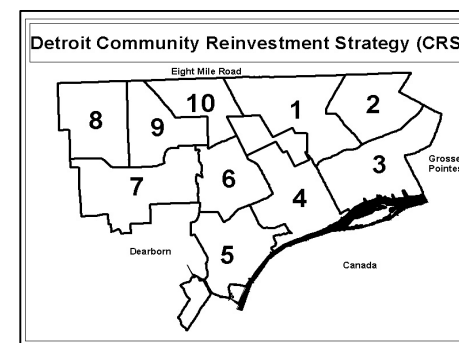 Detroit Community Reinvestment Strategy (CRS
Eight Mile Road
10
1
2
8
9
3
Grosse
Pointes
7
6
4
5
Dearborn
Canada